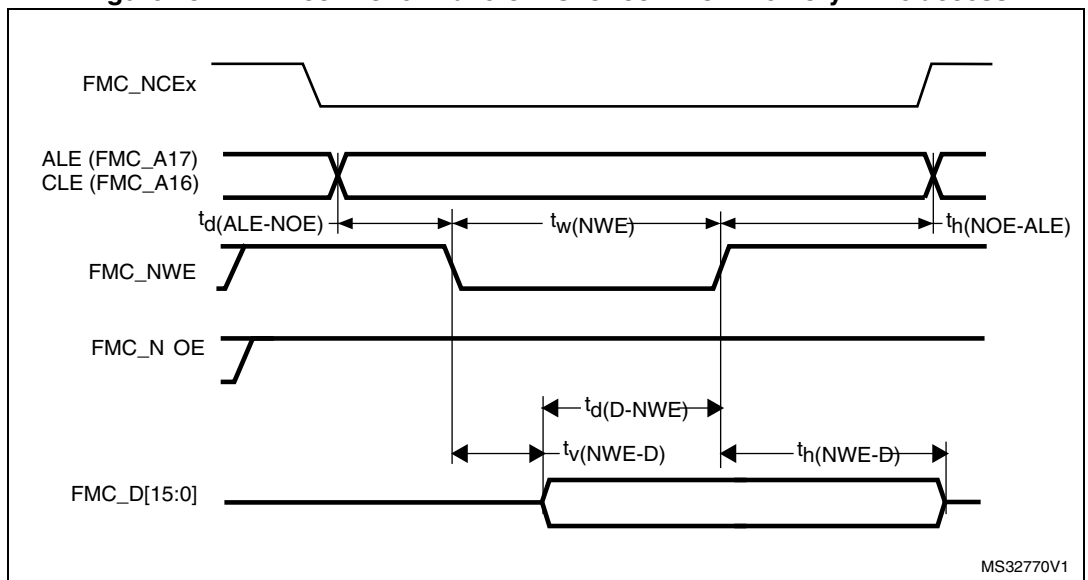 FMC_NCEx
ALE (FMC_A17)
CLE (FMC_A16)
td(ALE-NOE)
tw(NWE)
th(NOE-ALE)
FMC_NWE
FMC_N OE
td(D-NWE)
tv(NWE-D)
th(NWE-D)
FMC_D[15:0]
MS32770V1